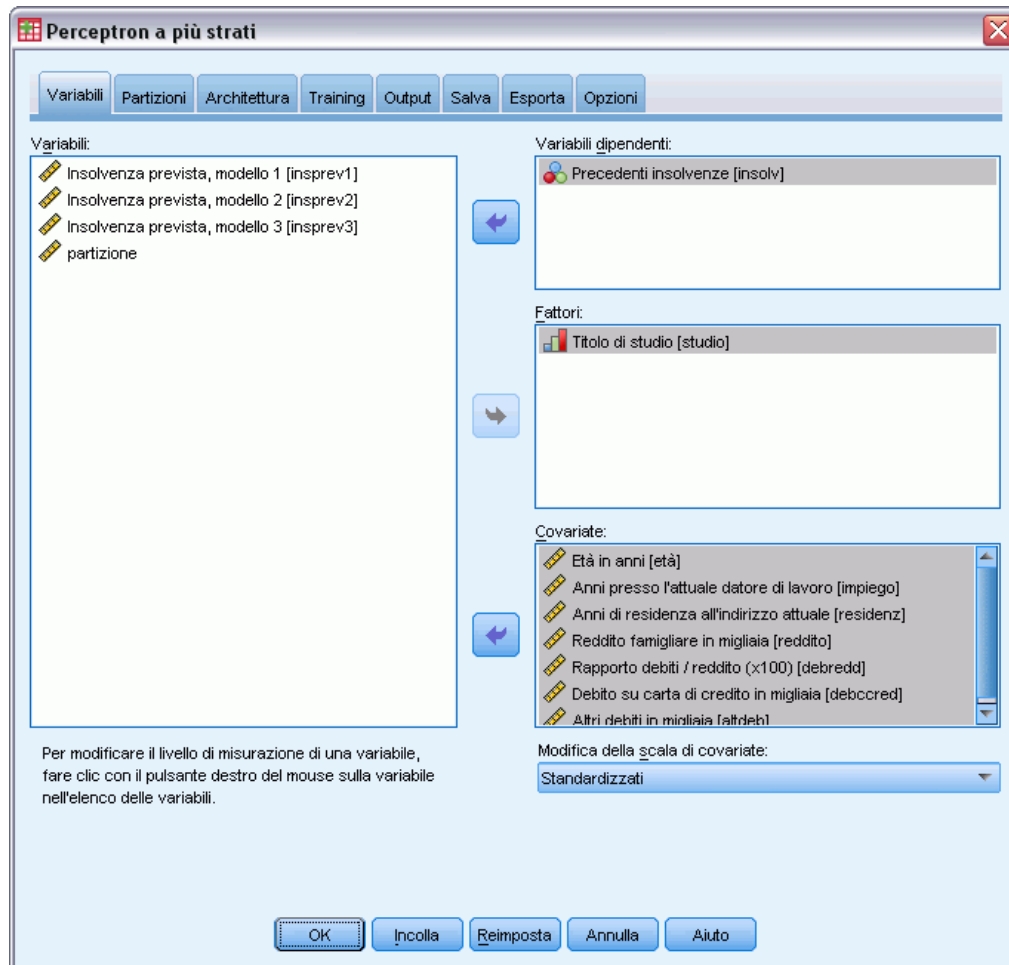 Perceptron a più strati
Variabili Partizioni Architettura Training Output Salva Esporta Opzioni
Variabili:
Insolvenza prevista, modello 1 [insprev1]
Insolvenza prevista, modello 2 [insprev2]
Insolvenza prevista, modello 3 [insprev3]
partizione
Per modificare il livello di misurazione di una variabile,
fare clic con il pulsante destro del mouse sulla variabile
nell'elenco delle variabili.
Variabili dipendenti:
Precedenti insolvenze [insolv]
Fattori:
Titolo di studio [studio]
Covariate:
Età in anni [età]
Anni presso l'attuale datore di lavoro [impiego]
Anni di residenza all'indirizzo attuale [residenz]
Reddito famigliare in migliaia [reddito]
Rapporto debiti / reddito (x100) [debredd]
Debito su carta di credito in migliaia [debccred]
Altri debiti in migliaia [altdeb]
Modifica della scala di covariate:
Standardizzati
OK Incolla Reimposta Annulla Aiuto